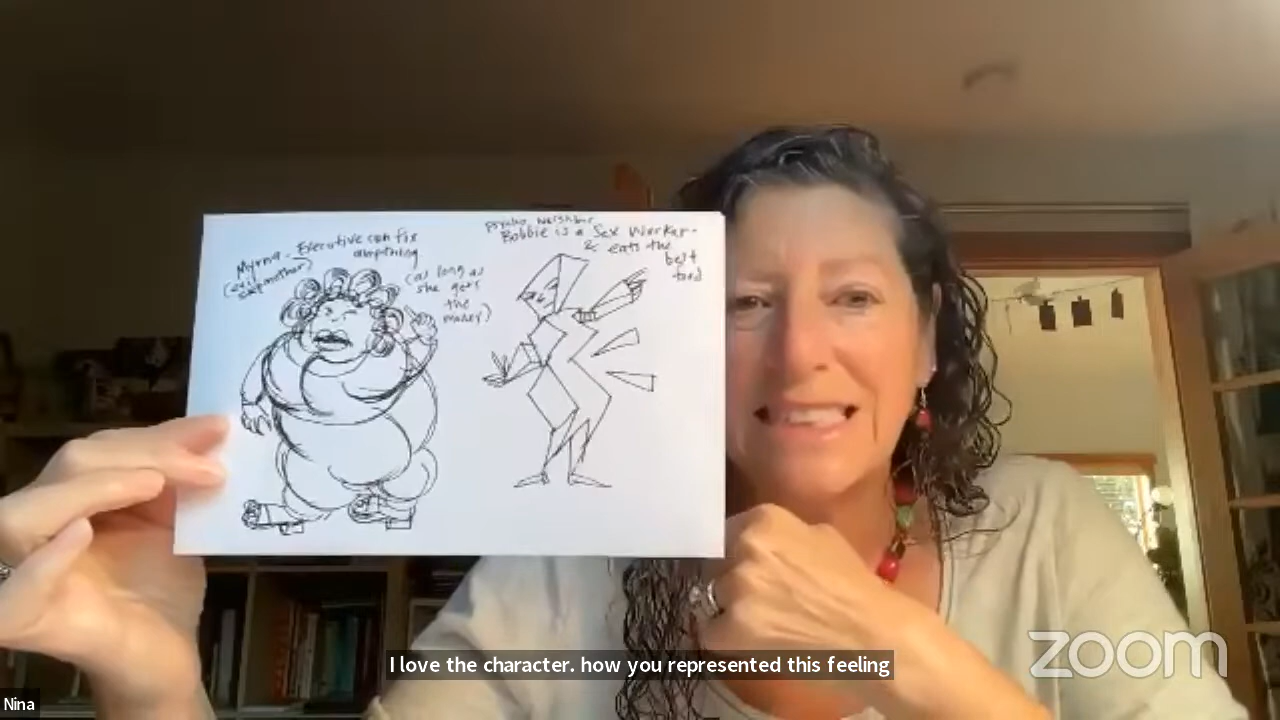 Myrna - Executive can fix
anything
(evil
stepmother)
(as long as
she gets
the
money)
psycho neighbor
Bobbie is a Sex Worker -
& eats the
best
food
I love the character. how you represented this feeling
zoom
Nina